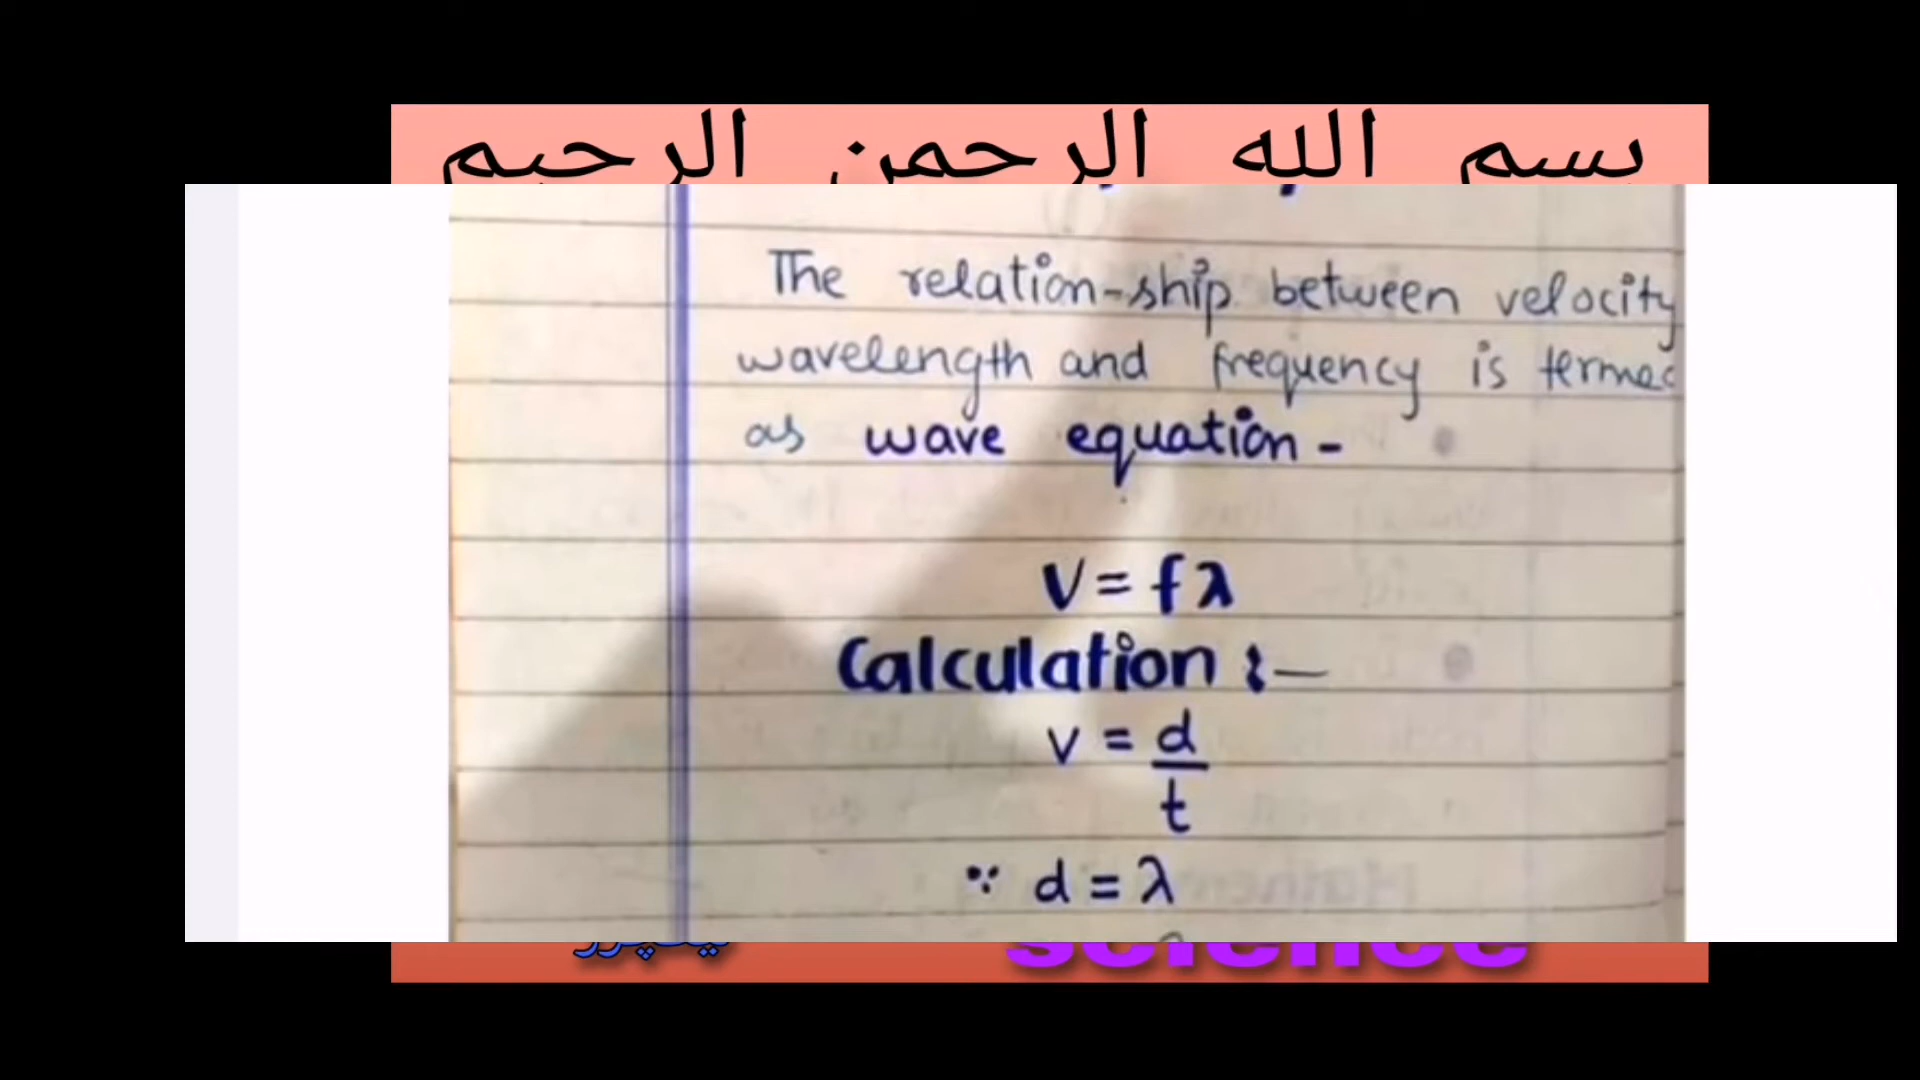 بسم الله الرحمن الرحيم
The relation-ship between velocity
wavelength and frequency is termed
as wave equation -
V = fλ
Calculation :—
v = d
t
∵ d = λ
science